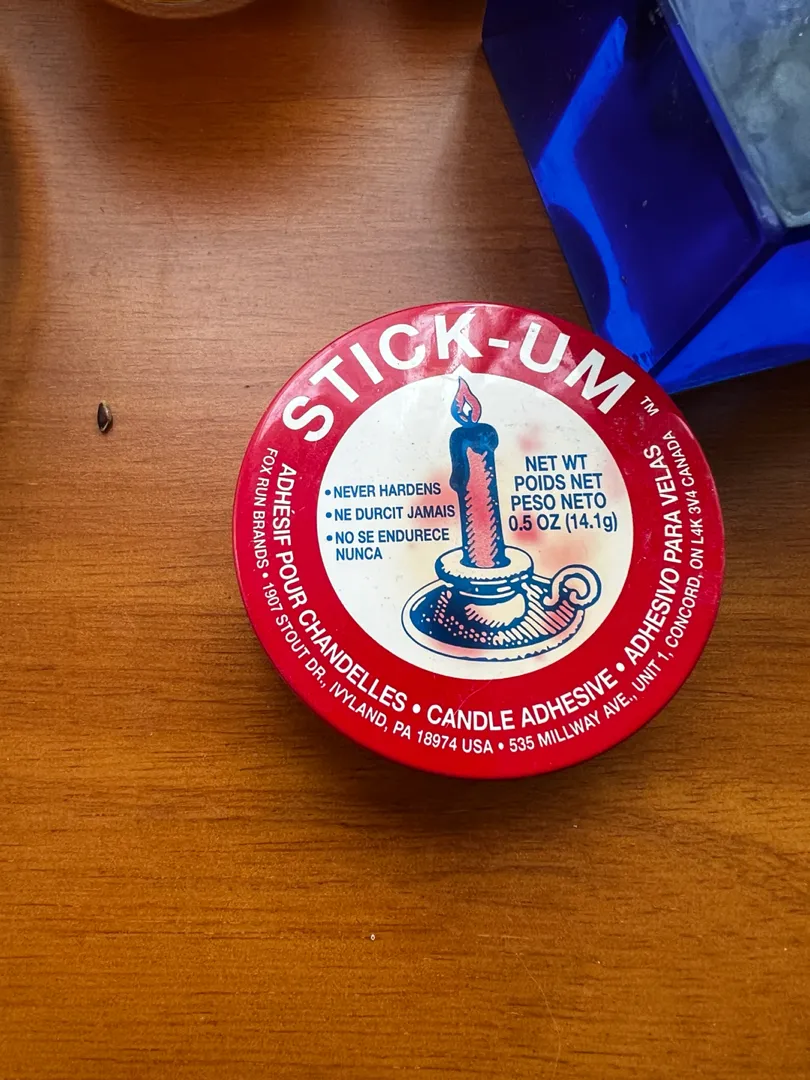 STICK-UM™
• NEVER HARDENS
• NE DURCIT JAMAIS
• NO SE ENDURECE
NUNCA
NET WT
POIDS NET
PESO NETO
0.5 OZ (14.1g)
ADHÉSIF POUR CHANDELLES • CANDLE ADHESIVE • ADHESIVO PARA VELAS
FOX RUN BRANDS • 1907 STOUT DR., IVYLAND, PA 18974 USA • 535 MILLWAY AVE., UNIT 1, CONCORD, ON L4K 3V4 CANADA